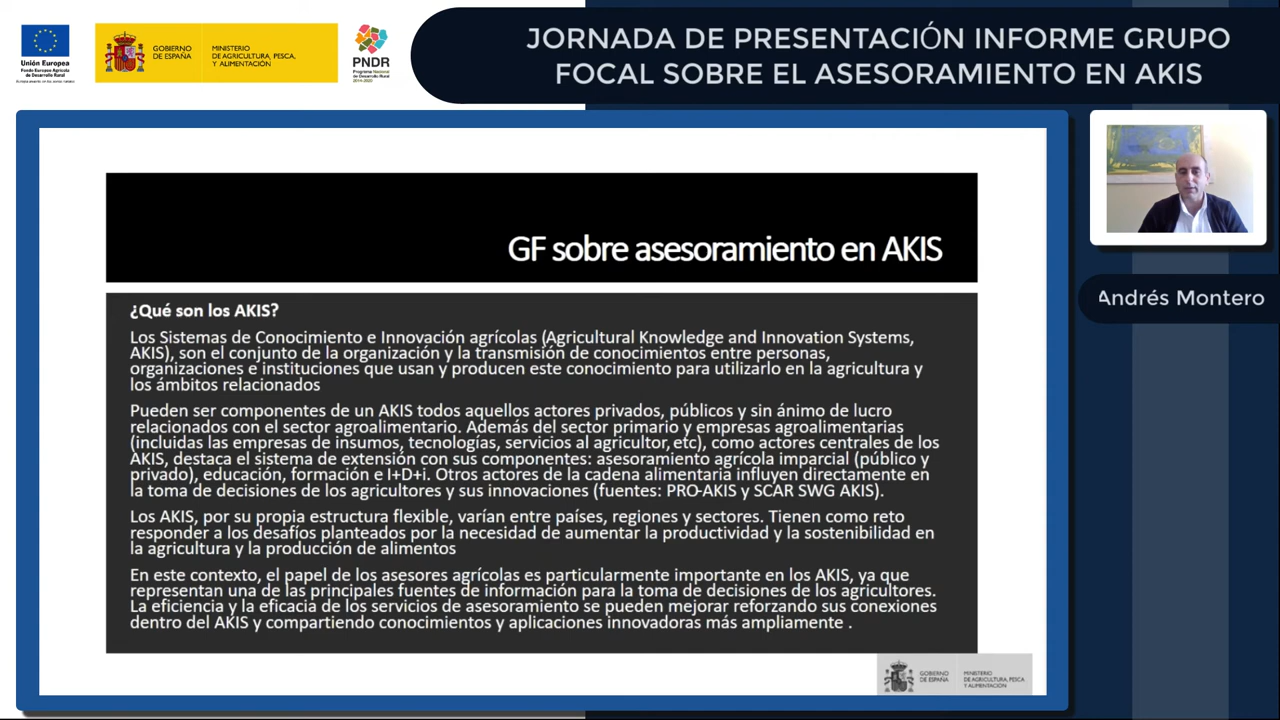 Unión Europea
Fondo Europeo Agrícola
de Desarrollo Rural
GOBIERNO
DE ESPAÑA
MINISTERIO
DE AGRICULTURA, PESCA,
Y ALIMENTACIÓN
PNDR
Programa Nacional
de Desarrollo Rural
2014-2020
JORNADA DE PRESENTACIÓN INFORME GRUPO
FOCAL SOBRE EL ASESORAMIENTO EN AKIS
GF sobre asesoramiento en AKIS
¿Qué son los AKIS?
Los Sistemas de Conocimiento e Innovación agrícolas (Agricultural Knowledge and Innovation Systems,
AKIS), son el conjunto de la organización y la transmisión de conocimientos entre personas,
organizaciones e instituciones que usan y producen este conocimiento para utilizarlo en la agricultura y
los ámbitos relacionados
Pueden ser componentes de un AKIS todos aquellos actores privados, públicos y sin ánimo de lucro
relacionados con el sector agroalimentario. Además del sector primario y empresas agroalimentarias
(incluidas las empresas de insumos, tecnologías, servicios al agricultor, etc), como actores centrales de los
AKIS, destaca el sistema de extensión con sus componentes: asesoramiento agrícola imparcial (público y
privado), educación, formación e I+D+i. Otros actores de la cadena alimentaria influyen directamente en
la toma de decisiones de los agricultores y sus innovaciones (fuentes: PRO-AKIS y SCAR SWG AKIS).
Los AKIS, por su propia estructura flexible, varían entre países, regiones y sectores. Tienen como reto
responder a los desafíos planteados por la necesidad de aumentar la productividad y la sostenibilidad en
la agricultura y la producción de alimentos
En este contexto, el papel de los asesores agrícolas es particularmente importante en los AKIS, ya que
representan una de las principales fuentes de información para la toma de decisiones de los agricultores.
La eficiencia y la eficacia de los servicios de asesoramiento se pueden mejorar reforzando sus conexiones
dentro del AKIS y compartiendo conocimientos y aplicaciones innovadoras más ampliamente .
GOBIERNO
DE ESPAÑA
MINISTERIO
DE AGRICULTURA, PESCA
Y ALIMENTACIÓN
Andrés Montero